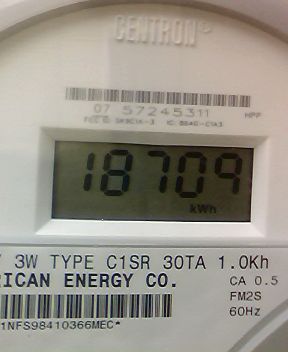 CENTRON®
07 57245311 HPP
18709
kWh
3W TYPE C1SR 30TA 1.0Kh
RICAN ENERGY CO. CA 0.5
FM2S
60Hz
1NFS98410366MEC*